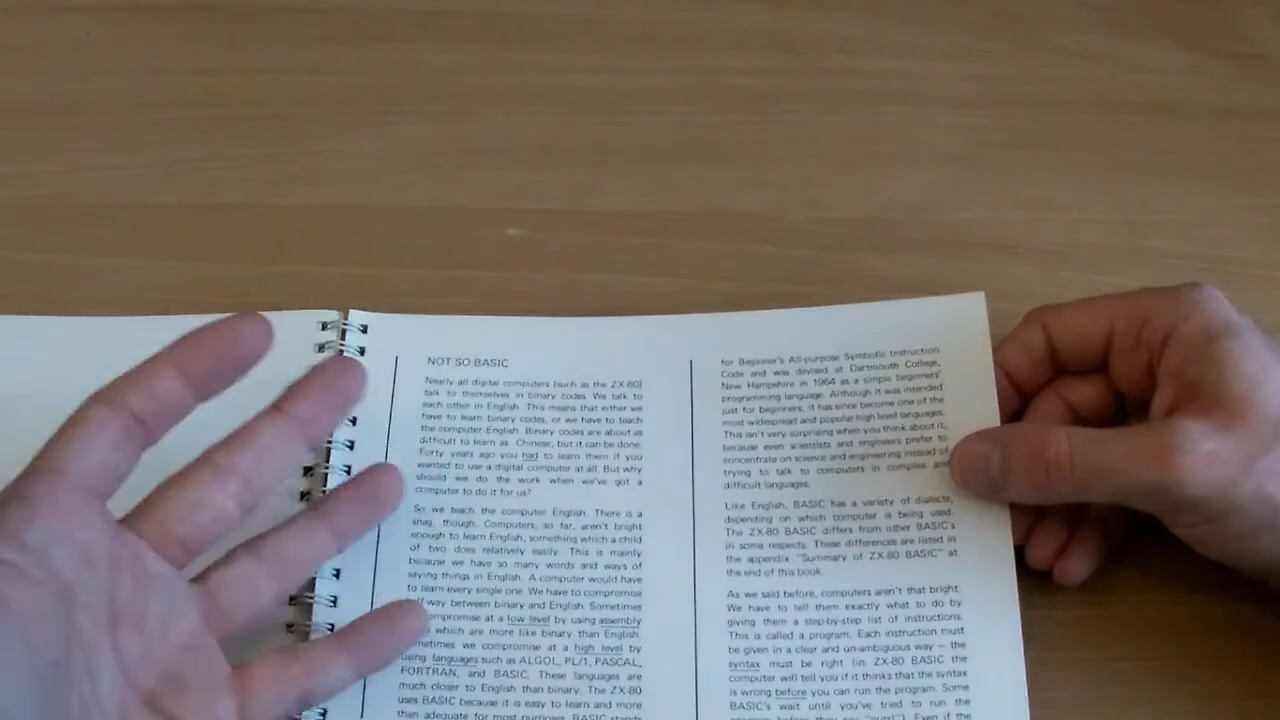 NOT SO BASIC
Nearly all digital computers (such as the ZX-80)
talk to themselves in binary codes. We talk to
each other in English. This means that either we
have to learn binary codes, or we have to teach
the computer English. Binary codes are about as
difficult to learn as Chinese, but it can be done.
Forty years ago you had to learn them if you
wanted to use a digital computer at all. But why
should we do the work when we've got a
computer to do it for us?
So we teach the computer English. There is a
snag, though. Computers, so far, aren't bright
enough to learn English, something which a child
of two does relatively easily. This is mainly
because we have so many words and ways of
saying things in English. A computer would have
to learn every single one. We have to compromise
way between binary and English. Sometimes
compromise at a low level by using assembly
which are more like binary than English.
Sometimes we compromise at a high level by
using languages such as ALGOL, PL/1, PASCAL,
FORTRAN, and BASIC. These languages are
much closer to English than binary. The ZX-80
uses BASIC because it is easy to learn and more
than adequate for most purposes. BASIC stands
for Beginner's All-purpose Symbolic Instruction
Code and was devised at Dartmouth College,
New Hampshire in 1964 as a simple beginners'
programming language. Although it was intended
just for beginners, it has since become one of the
most widespread and popular high level languages.
This isn't very surprising when you think about it,
because even scientists and engineers prefer to
concentrate on science and engineering instead of
trying to talk to computers in complex and
difficult languages.
Like English, BASIC has a variety of dialects,
depending on which computer is being used.
The ZX-80 BASIC differs from other BASIC's
in some respects. These differences are listed in
the appendix "Summary of ZX-80 BASIC" at
the end of this book.
As we said before, computers aren't that bright.
We have to tell them exactly what to do by
giving them a step-by-step list of instructions.
This is called a program. Each instruction must
be given in a clear and un-ambiguous way – the
syntax must be right (in ZX-80 BASIC the
computer will tell you if it thinks that the syntax
is wrong before you can run the program. Some
BASIC's wait until you've tried to run the
program before they say "oups!"). Even if the